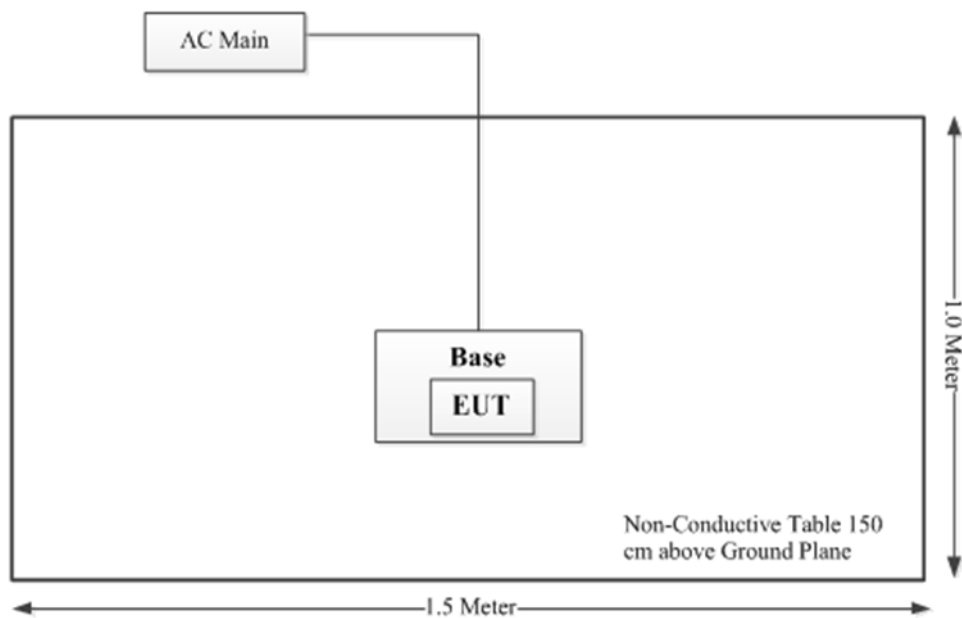 AC Main
Base
EUT
1.0 Meter
Non-Conductive Table 150
cm above Ground Plane
1.5 Meter